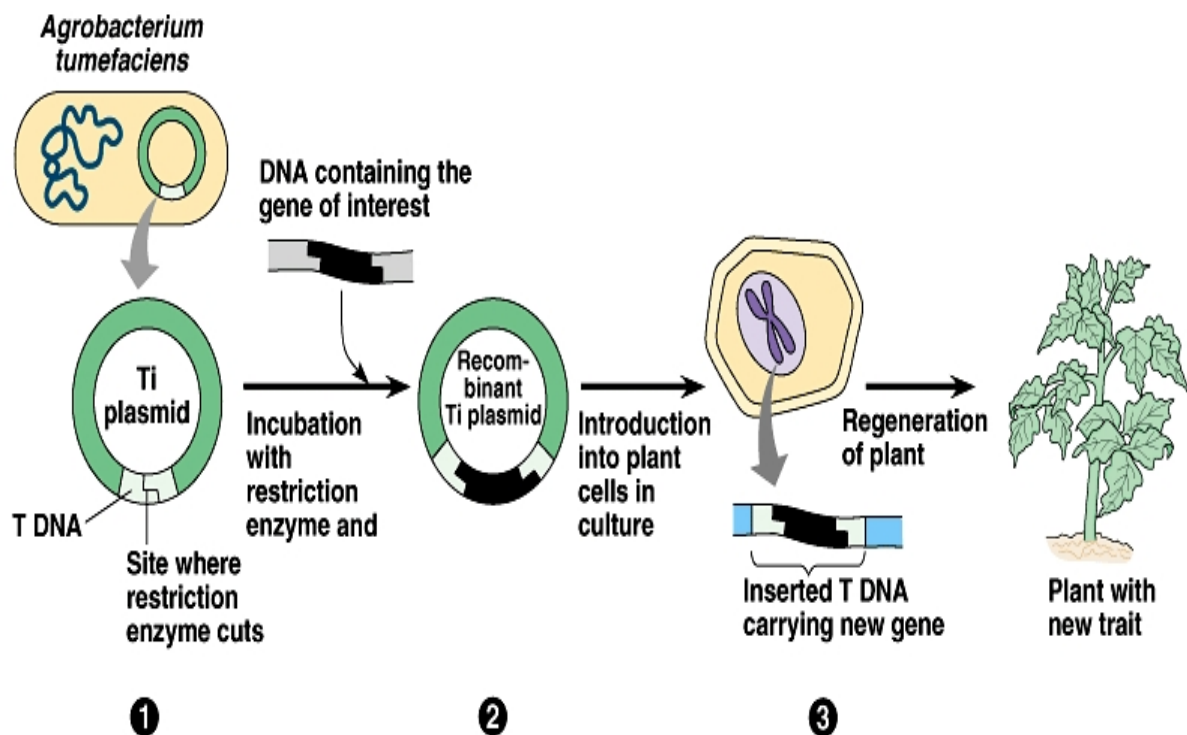 Agrobacterium
tumefaciens
DNA containing the
gene of interest
Ti
plasmid
T DNA
Site where
restriction
enzyme cuts
Incubation
with
restriction
enzyme and
Recom-
binant
Ti plasmid
Introduction
into plant
cells in
culture
Inserted T DNA
carrying new gene
Regeneration
of plant
Plant with
new trait
1
2
3